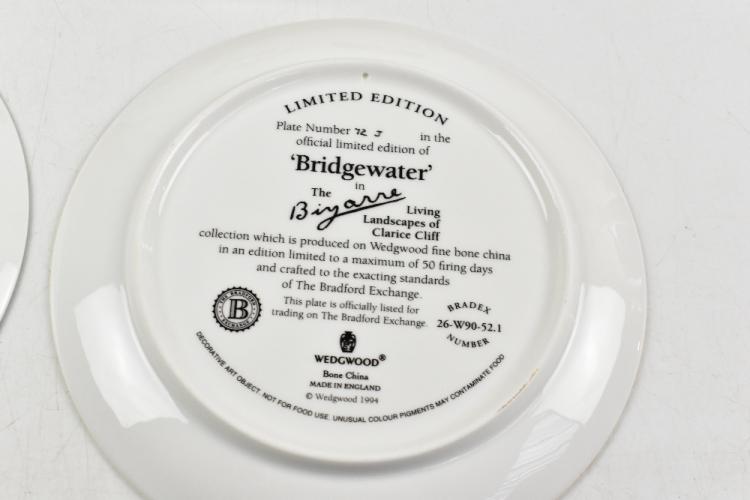 LIMITED EDITION
Plate Number 72 J in the
official limited edition of
'Bridgewater'
in
The Bizarre Living
Landscapes of
Clarice Cliff
collection which is produced on Wedgwood fine bone china
in an edition limited to a maximum of 50 firing days
and crafted to the exacting standards
of The Bradford Exchange.
This plate is officially listed for
trading on The Bradford Exchange.
THE BRADFORD
B
EXCHANGE
BRADEX
26-W90-52.1
NUMBER
WEDGWOOD®
Bone China
MADE IN ENGLAND
© Wedgwood 1994
DECORATIVE ART OBJECT. NOT FOR FOOD USE. UNUSUAL COLOUR PIGMENTS MAY CONTAMINATE FOOD